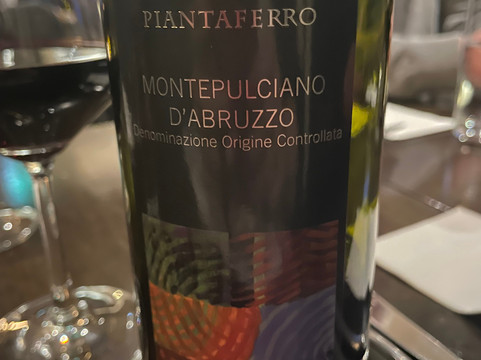 PIANTAFERRO
MONTEPULCIANO
D'ABRUZZO
Denominazione Origine Controllata